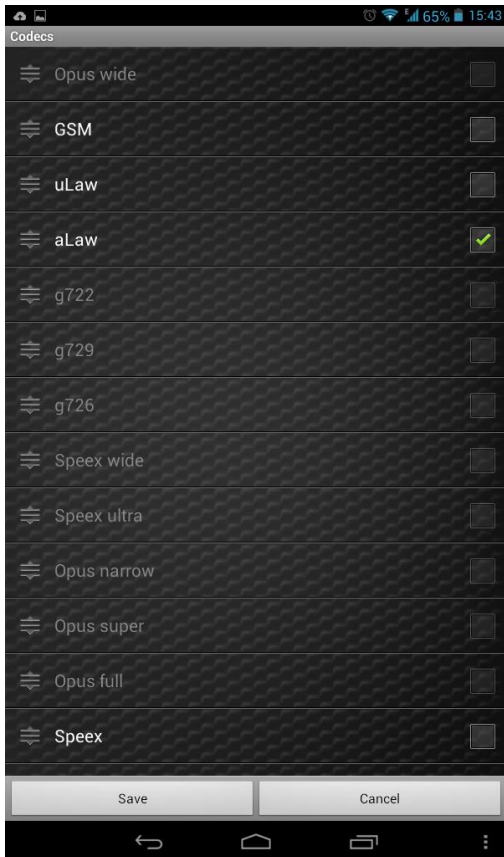 E 65% 15:43
Codecs
Opus wide
GSM
uLaw
aLaw
g722
g729
g726
Speex wide
Speex ultra
Opus narrow
Opus super
Opus full
Speex
Save Cancel